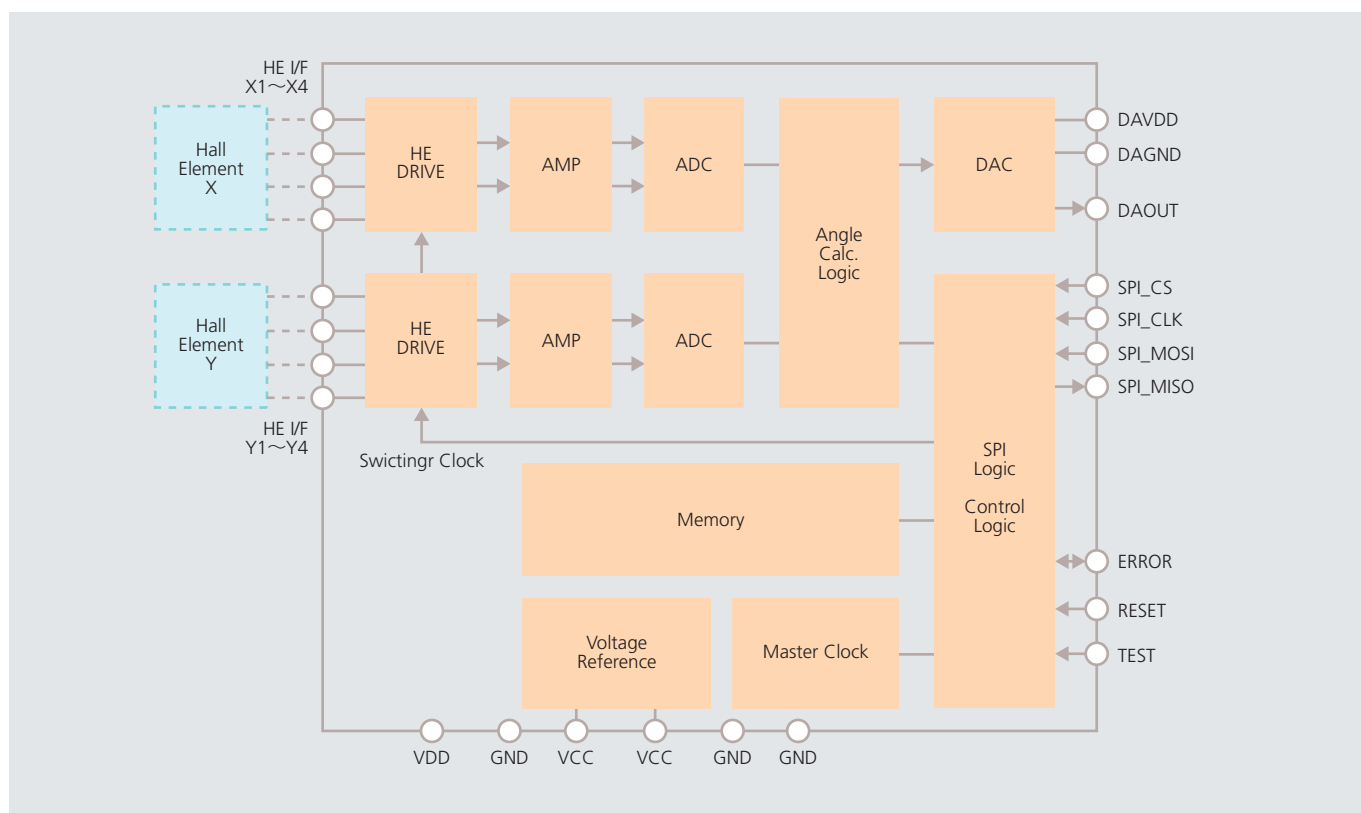 HE I/F
X1～X4
Hall
Element
X
HE
DRIVE
AMP
ADC
Angle
Calc.
Logic
DAC
DAVDD
DAGND
DAOUT
Hall
Element
Y
HE
DRIVE
AMP
ADC
SPI_CS
SPI_CLK
SPI_MOSI
SPI_MISO
HE I/F
Y1～Y4
Swictingr Clock
SPI
Logic
Control
Logic
Memory
ERROR
RESET
TEST
Voltage
Reference
Master Clock
VDD
GND
VCC
VCC
GND
GND